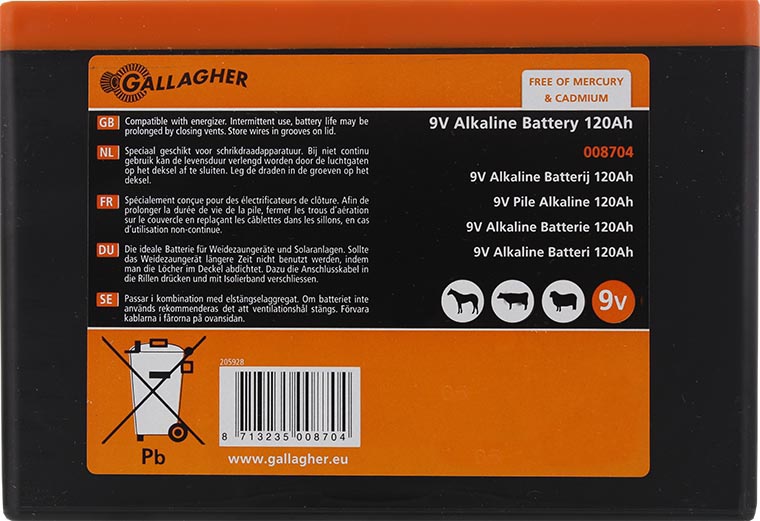 GALLAGHER
FREE OF MERCURY
& CADMIUM
GB Compatible with energizer. Intermittent use, battery life may be
prolonged by closing vents. Store wires in grooves on lid.
NL Speciaal geschikt voor schrikdraadapparatuur. Bij niet continu
gebruik kan de levensduur verlengd worden door de luchtgaten
op het deksel af te sluiten. Leg de draden in de groeven op het
deksel.
FR Spécialement conçue pour des électrificateurs de clôture. Afin de
prolonger la durée de vie de la pile, fermer les trous d'aération
sur le couvercle en replaçant les câblettes dans les sillons, en cas
d'utilisation non-continue.
DU Die ideale Batterie für Weidezaungeräte und Solaranlagen. Sollte
das Weidezaungerät längere Zeit nicht benutzt werden, indem
man die Löcher im Deckel abdichtet. Dazu die Anschlusskabel in
die Rillen drücken und mit Isolierband verschliessen.
SE Passar i kombination med elstängselaggregat. Om batteriet inte
används rekommenderas det att ventilationshål stängs. Förvara
kablarna i fårorna på ovansidan.
9V Alkaline Battery 120Ah
008704
9V Alkaline Batterij 120Ah
9V Pile Alkaline 120Ah
9V Alkaline Batterie 120Ah
9V Alkaline Batteri 120Ah
9V
Pb
205928
8 713235 008704
www.gallagher.eu